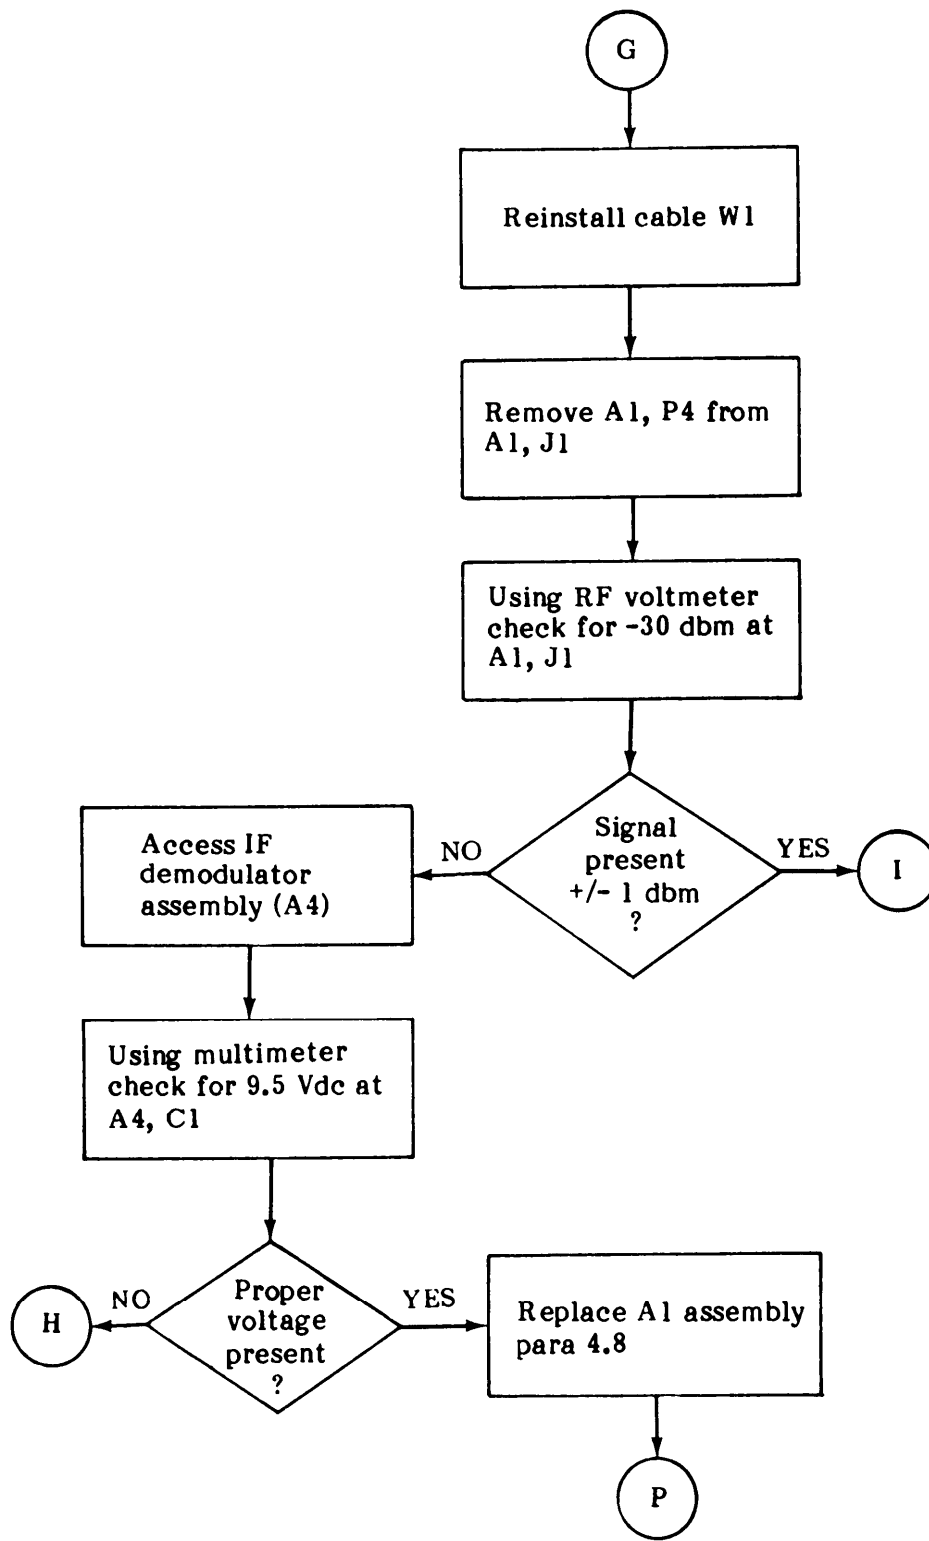 G
Reinstall cable W1
Remove A1, P4 from
A1, J1
Using RF voltmeter
check for -30 dbm at
A1, J1
Signal
present
+/- 1 dbm
?
YES
I
NO
Access IF
demodulator
assembly (A4)
Using multimeter
check for 9.5 Vdc at
A4, C1
Proper
voltage
present
?
NO
H
YES
Replace A1 assembly
para 4.8
P